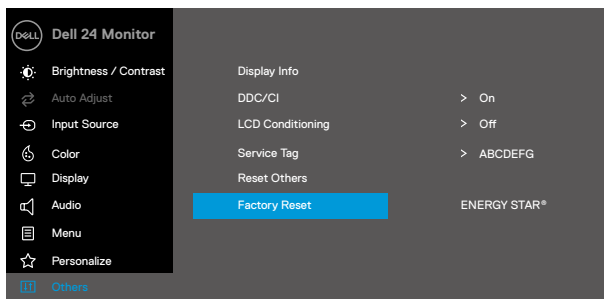 DELL Dell 24 Monitor
Brightness / Contrast Display Info
Auto Adjust DDC/CI > On
Input Source LCD Conditioning > Off
Color Service Tag > ABCDEFG
Display Reset Others
Audio Factory Reset ENERGY STAR®
Menu
Personalize
Others